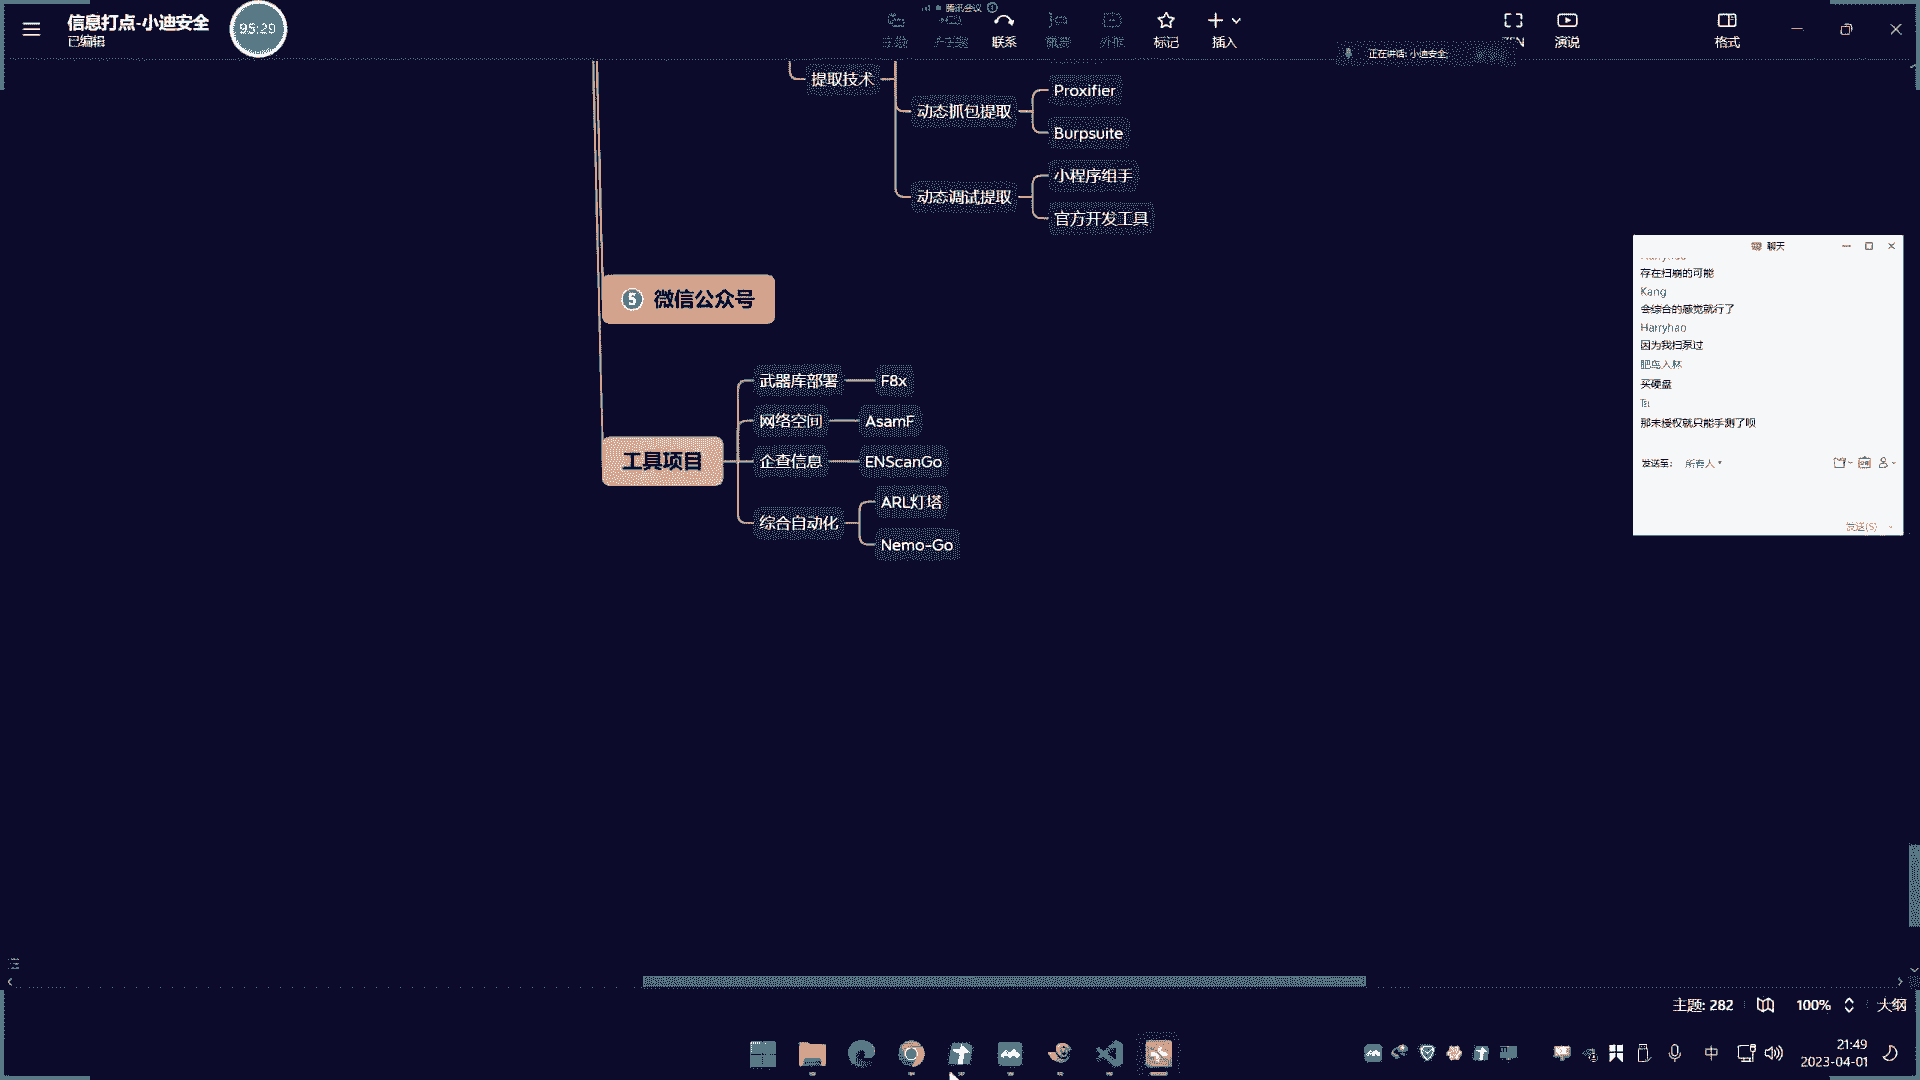 腾讯会议
信息打点-小迪安全
已编辑
95:29
主题
子主题
联系
概要
外框
标记
插入
ZEN
演说
格式
正在讲话: 小迪安全
提取技术
动态抓包提取
Proxifier
Burpsuite
动态调试提取
小程序组手
官方开发工具
5 微信公众号
工具项目
武器库部署
F8x
网络空间
AsamF
企查信息
ENScanGo
综合自动化
ARL灯塔
Nemo-Go
聊天
存在扫崩的可能
Kang
会综合的感觉就行了
Harryhao
因为我扫泵过
肥鸟入林
买硬盘
那未授权就只能手测了呗
发送至: 所有人
发送(S)
主题: 282
100%
大纲
中
21:49
2023-04-01